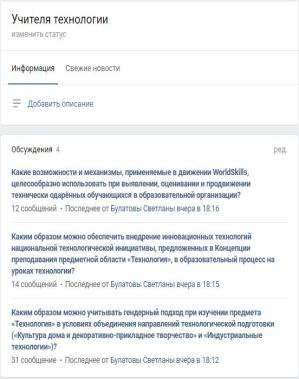 Учителя технологии
изменить статус
Информация Свежие новости
Добавить описание
Обсуждения 4 ред.
Какие возможности и механизмы, применяемые в движении WorldSkills,
целесообразно использовать при выявлении, оценивании и продвижении
технически одарённых обучающихся в образовательной организации?
12 сообщений • Последнее от Булатовы Светланы вчера в 18:16
Каким образом можно обеспечить внедрение инновационных технологий
национальной технологической инициативы, предложенных в Концепции
преподавания предметной области «Технология», в образовательный процесс на
уроках технологии?
14 сообщений • Последнее от Булатовы Светланы вчера в 18:15
Каким образом можно учитывать гендерный подход при изучении предмета
«Технология» в условиях объединения направлений технологической подготовки
(«Культура дома и декоративно-прикладное творчество» и «Индустриальные
технологии»)?
31 сообщение • Последнее от Булатовы Светланы вчера в 18:12